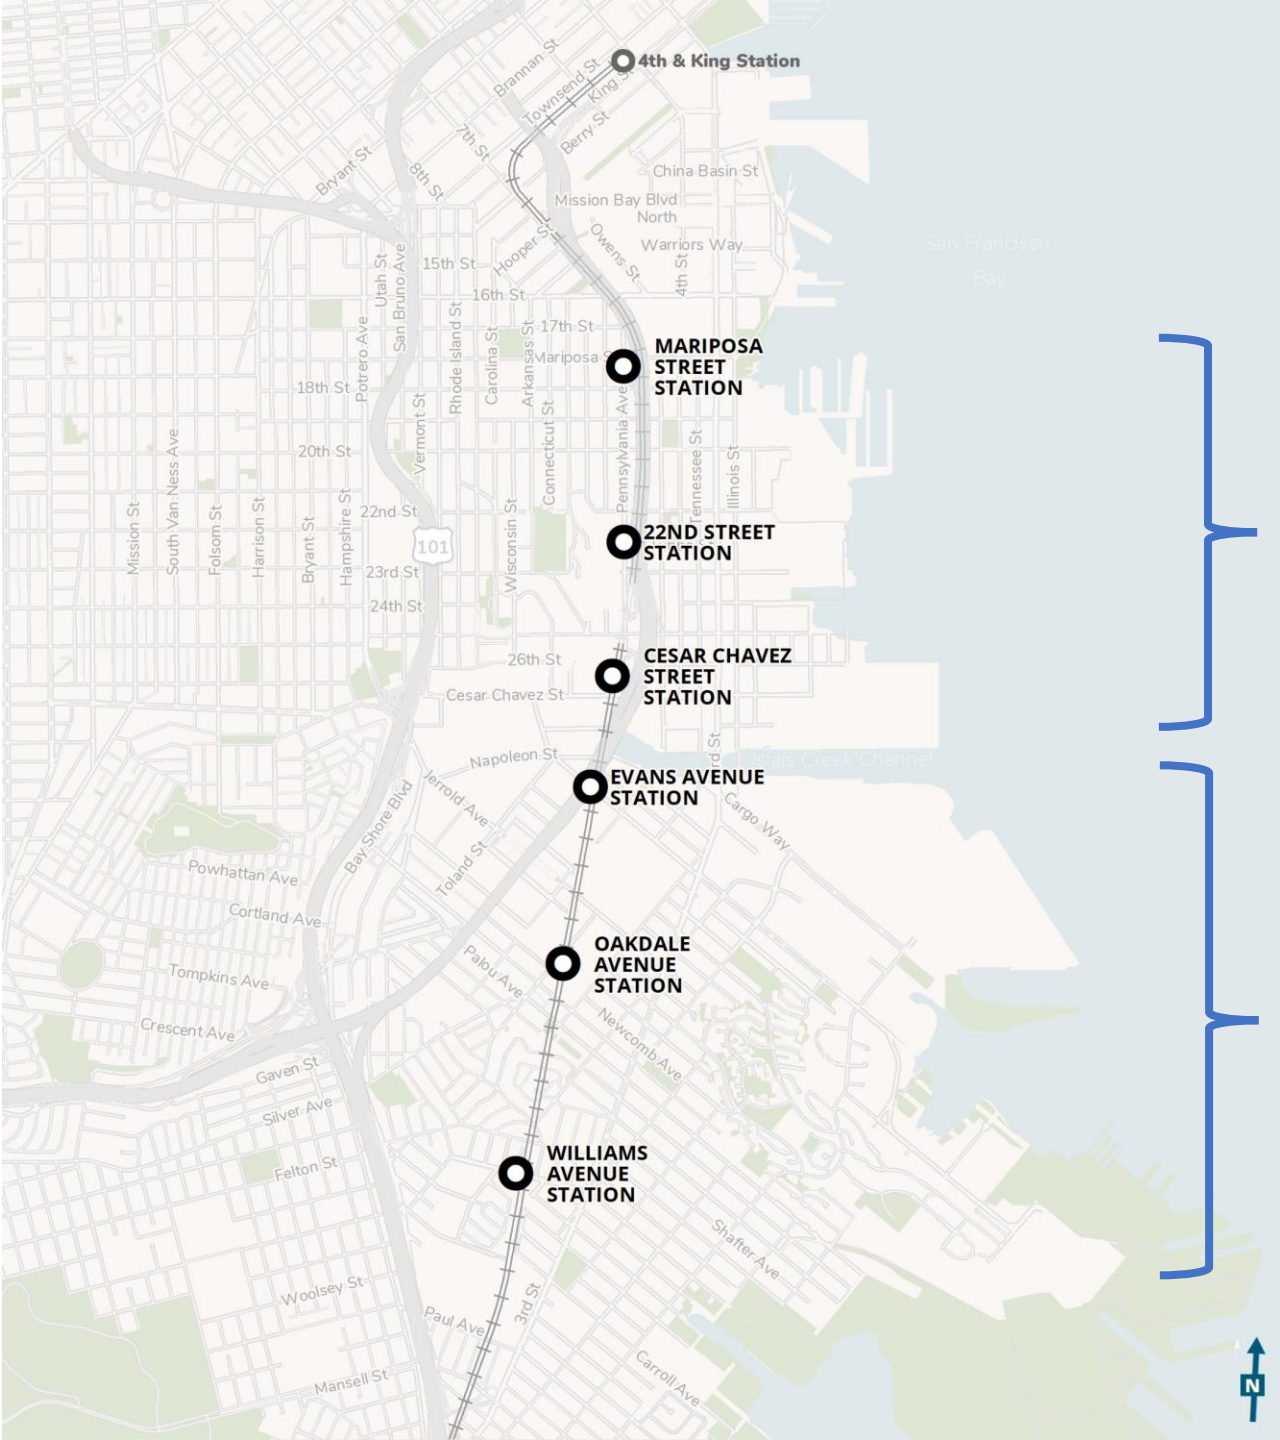 4th & King Station
Brannan St
Townsend St
King St
Berry St
7th St
8th St
Bryant St
China Basin St
Mission Bay Blvd
North
Warriors Way
Owens St
Hooper St
4th St
San Francisco
Bay
15th St
16th St
17th St
Utah St
San Bruno Ave
Potrero Ave
Rhode Island St
Carolina St
Arkansas St
Mariposa S
MARIPOSA
STREET
STATION
18th St
20th St
Vermont St
Connecticut St
Pennsylvania Ave
Tennessee St
Illinois St
Mission St
South Van Ness Ave
Folsom St
Harrison St
Bryant St
Hampshire St
22nd St
101
23rd St
24th St
Wisconsin St
22ND STREET
STATION
26th St
Cesar Chavez St
CESAR CHAVEZ
STREET
STATION
Napoleon St
3rd St
Islais Creek Channel
EVANS AVENUE
STATION
Jerrold Ave
Bay Shore Blvd
Toland St
Cargo Way
Powhattan Ave
Cortland Ave
Tompkins Ave
Crescent Ave
Palou Ave
OAKDALE
AVENUE
STATION
Newcomb Ave
Gaven St
Silver Ave
Felton St
WILLIAMS
AVENUE
STATION
Shafter Ave
Woolsey St
Paul Ave
3rd St
Mansell St
Carroll Ave
N